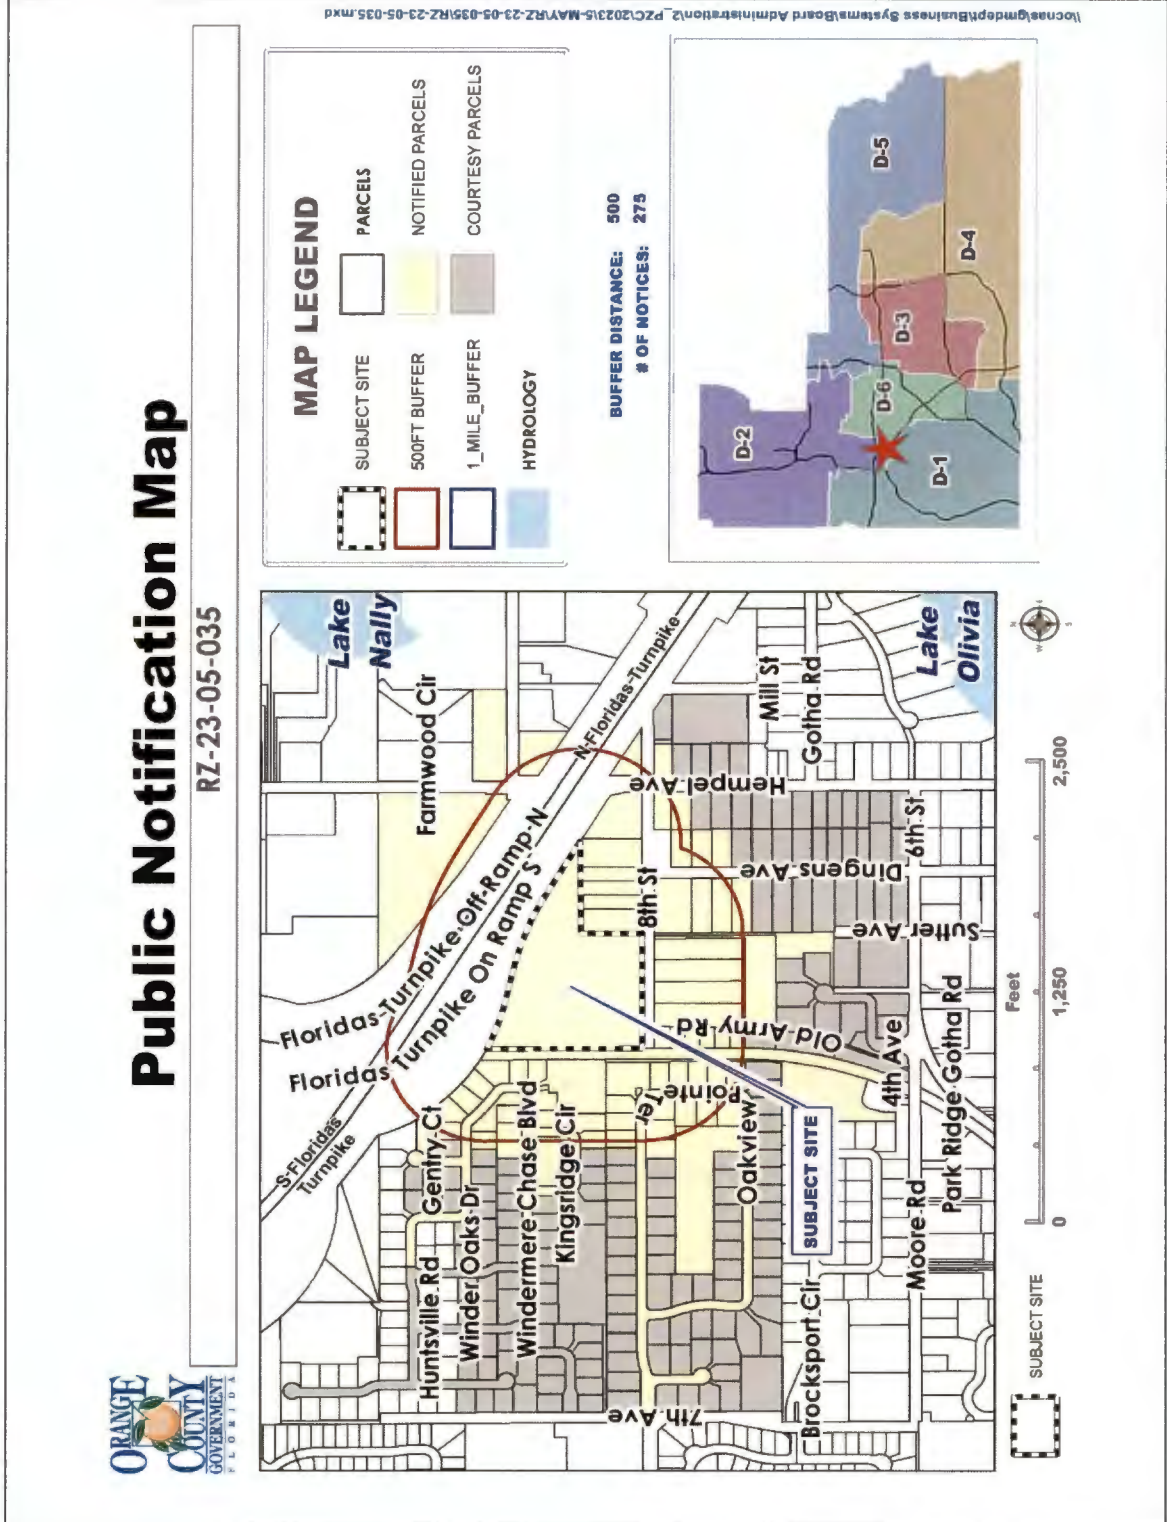 ORANGE
COUNTY
GOVERNMENT
FLORIDA
Public Notification Map
RZ-23-05-035
Lake
Nally
Farmwood Cir
N-Floridas-Turnpike
Floridas-Turnpike-Off-Ramp-N
Floridas Turnpike On Ramp S
S-Floridas
Turnpike
Gentry Ct
Huntsville Rd
Winder Oaks Dr
Windermere-Chase-Blvd
Kingsridge Cir
Pointe
Ter
Oakview
7th Ave
Brocksport Cir
Moore Rd
Park Ridge-Gotha Rd
4th Ave
Old Army-Rd
8th St
Hempel Ave
Mill St
Gotha Rd
Dingens Ave
6th St
Sutter Ave
Lake
Olivia
SUBJECT SITE
SUBJECT SITE
Feet
0
1,250
2,500
N
S
W
E
MAP LEGEND
SUBJECT SITE
500FT BUFFER
1_MILE_BUFFER
HYDROLOGY
PARCELS
NOTIFIED PARCELS
COURTESY PARCELS
BUFFER DISTANCE: 500
# OF NOTICES: 275
D-2
D-5
D-6
D-3
D-4
D-1
\\ocnas\gmdept\Business Systems\Board Administration\2_PZC\2023\5-MAY\RZ-23-05-035\RZ-23-05-035.mxd